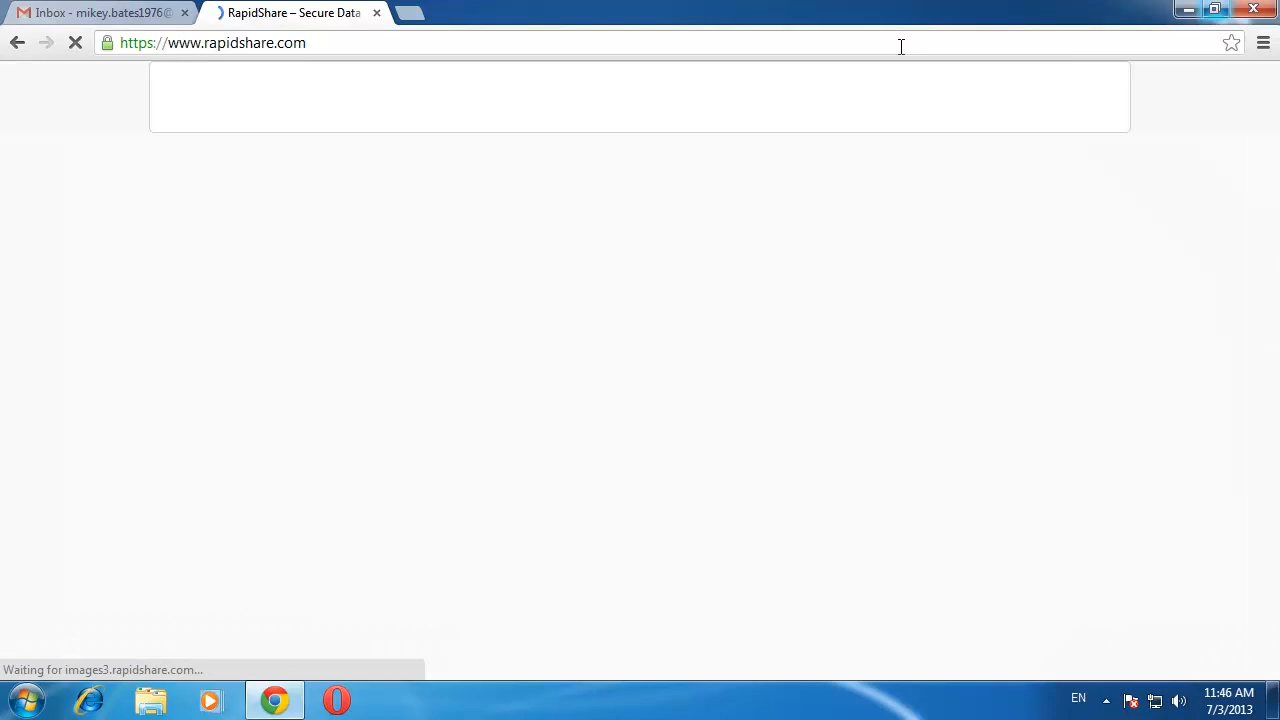 Inbox - mikey.bates1976@
RapidShare – Secure Data
https://www.rapidshare.com
Waiting for images3.rapidshare.com...
EN
11:46 AM
7/3/2013